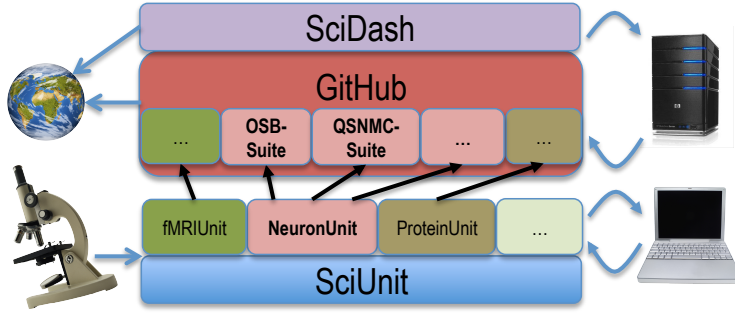 SciDash
GitHub
...
OSB-
Suite
QSNMC-
Suite
...
...
fMRIUnit
NeuronUnit
ProteinUnit
...
SciUnit